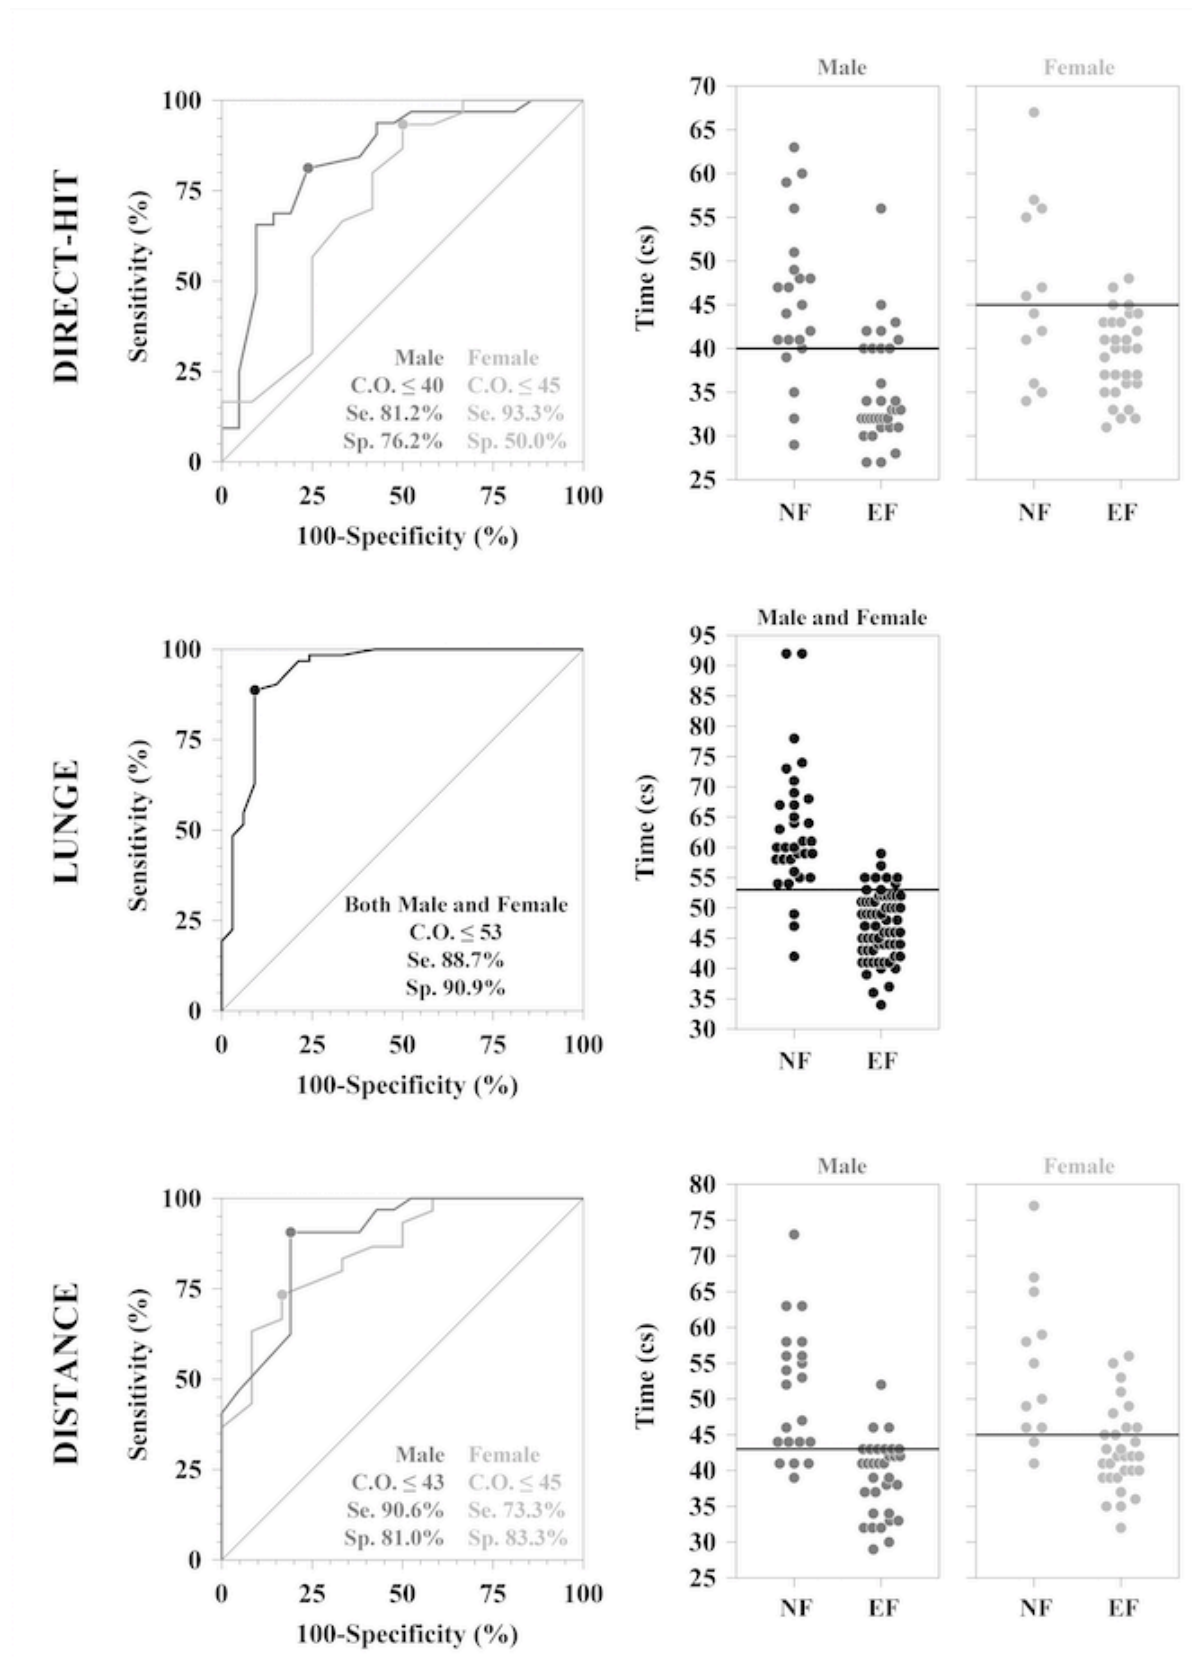 DIRECT-HIT
Sensitivity (%)
100
75
50
25
0
Male Female
C.O. ≤ 40 C.O. ≤ 45
Se. 81.2% Se. 93.3%
Sp. 76.2% Sp. 50.0%
0 25 50 75 100
100-Specificity (%)
Male Female
Time (cs)
70
65
60
55
50
45
40
35
30
25
NF EF NF EF
LUNGE
Sensitivity (%)
100
75
50
25
0
Both Male and Female
C.O. ≤ 53
Se. 88.7%
Sp. 90.9%
0 25 50 75 100
100-Specificity (%)
Male and Female
Time (cs)
95
90
85
80
75
70
65
60
55
50
45
40
35
30
NF EF
DISTANCE
Sensitivity (%)
100
75
50
25
0
Male Female
C.O. ≤ 43 C.O. ≤ 45
Se. 90.6% Se. 73.3%
Sp. 81.0% Sp. 83.3%
0 25 50 75 100
100-Specificity (%)
Male Female
Time (cs)
80
75
70
65
60
55
50
45
40
35
30
25
NF EF NF EF